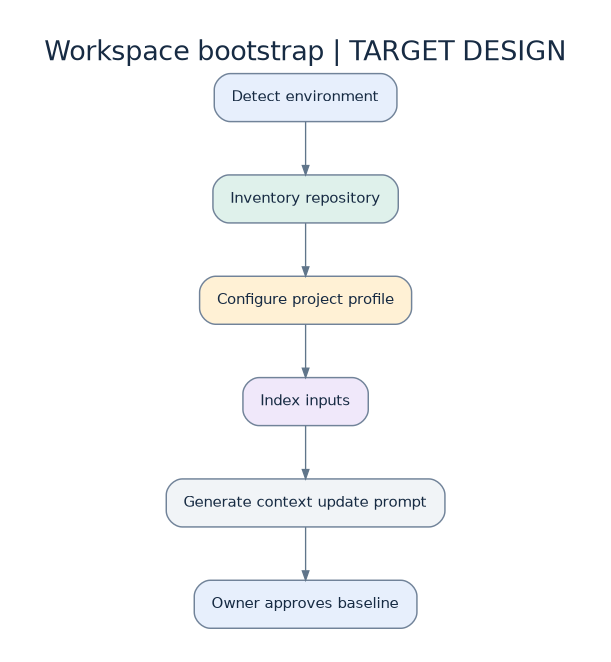 Workspace bootstrap | TARGET DESIGN
Detect environment
Inventory repository
Configure project profile
Index inputs
Generate context update prompt
Owner approves baseline